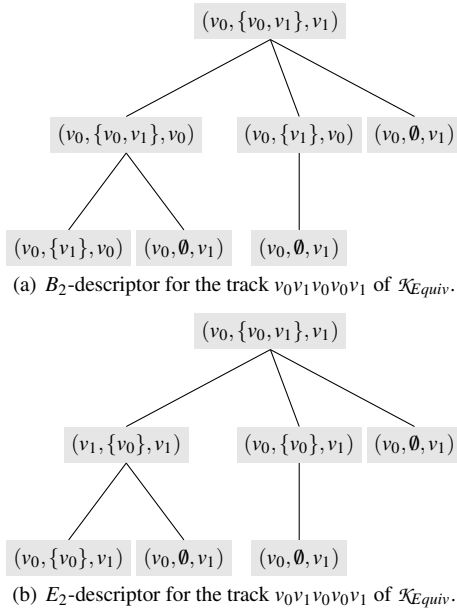 (v₀, {v₀, v₁}, v₁)
(v₀, {v₀, v₁}, v₀) (v₀, {v₁}, v₀) (v₀, ∅, v₁)
(v₀, {v₁}, v₀) (v₀, ∅, v₁) (v₀, ∅, v₁)
(a) B₂-descriptor for the track v₀v₁v₀v₀v₁ of 𝒦_Equiv.
(v₀, {v₀, v₁}, v₁)
(v₁, {v₀}, v₁) (v₀, {v₀}, v₁) (v₀, ∅, v₁)
(v₀, {v₀}, v₁) (v₀, ∅, v₁) (v₀, ∅, v₁)
(b) E₂-descriptor for the track v₀v₁v₀v₀v₁ of 𝒦_Equiv.